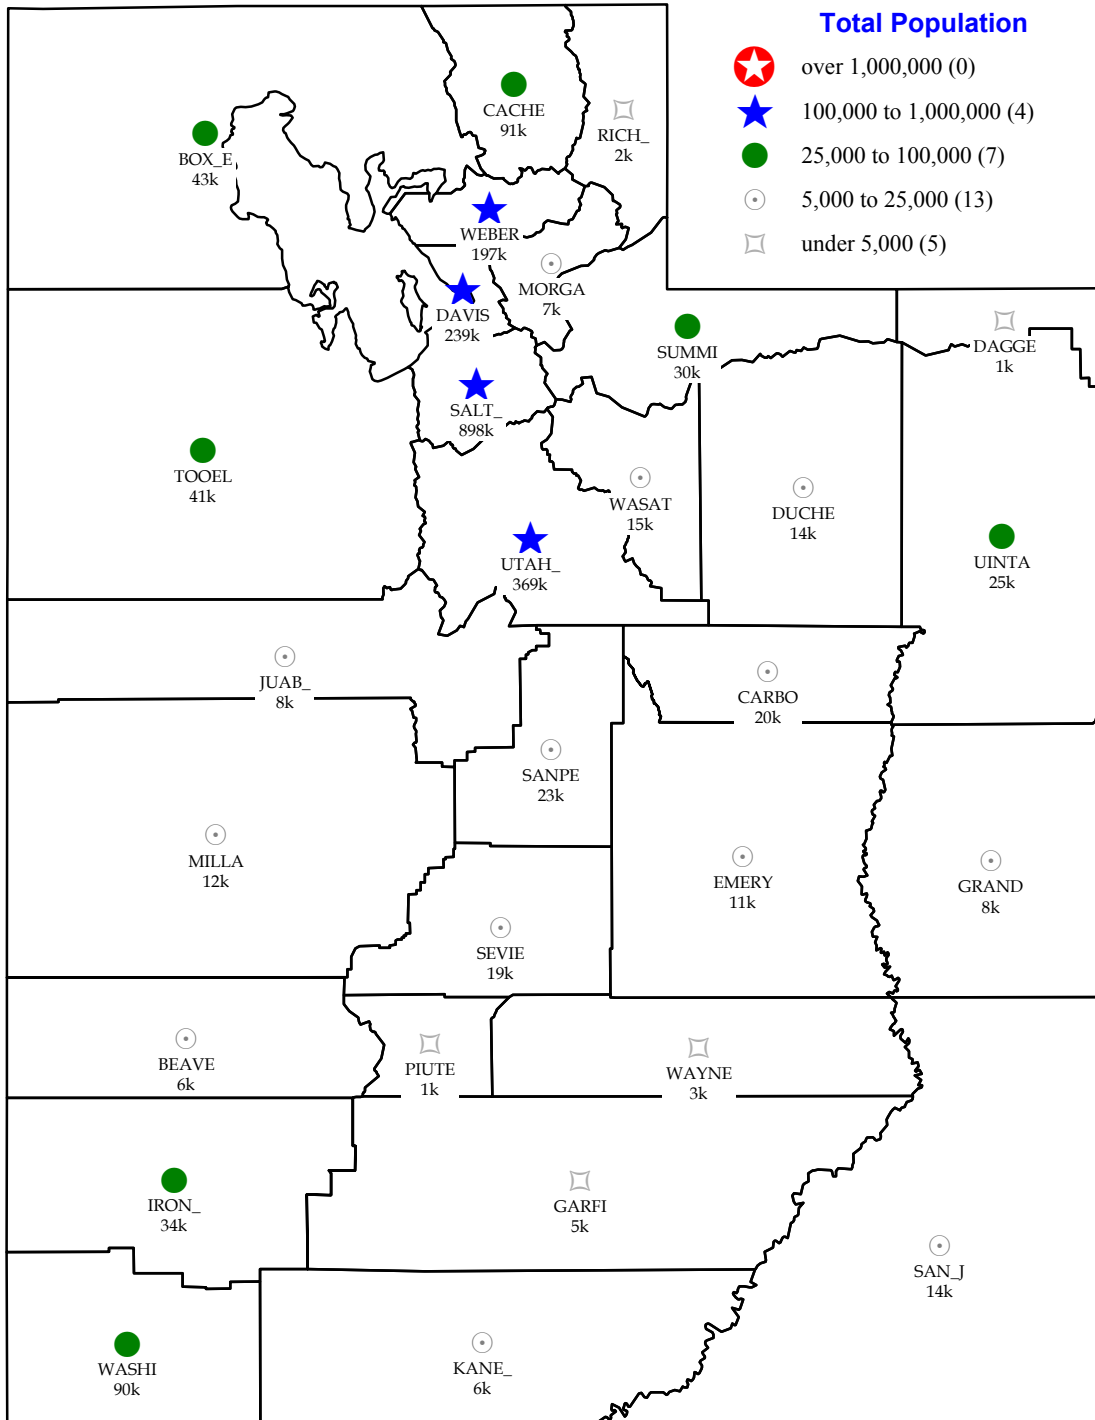 Total Population
over 1,000,000 (0)
100,000 to 1,000,000 (4)
25,000 to 100,000 (7)
5,000 to 25,000 (13)
under 5,000 (5)
CACHE
91k
RICH_
2k
BOX_E
43k
WEBER
197k
MORGA
7k
DAVIS
239k
SUMMI
30k
DAGGE
1k
SALT_
898k
TOOEL
41k
WASAT
15k
DUCHE
14k
UTAH_
369k
UINTA
25k
JUAB_
8k
CARBO
20k
SANPE
23k
MILLA
12k
EMERY
11k
GRAND
8k
SEVIE
19k
BEAVE
6k
PIUTE
1k
WAYNE
3k
IRON_
34k
GARFI
5k
SAN_J
14k
WASHI
90k
KANE_
6k